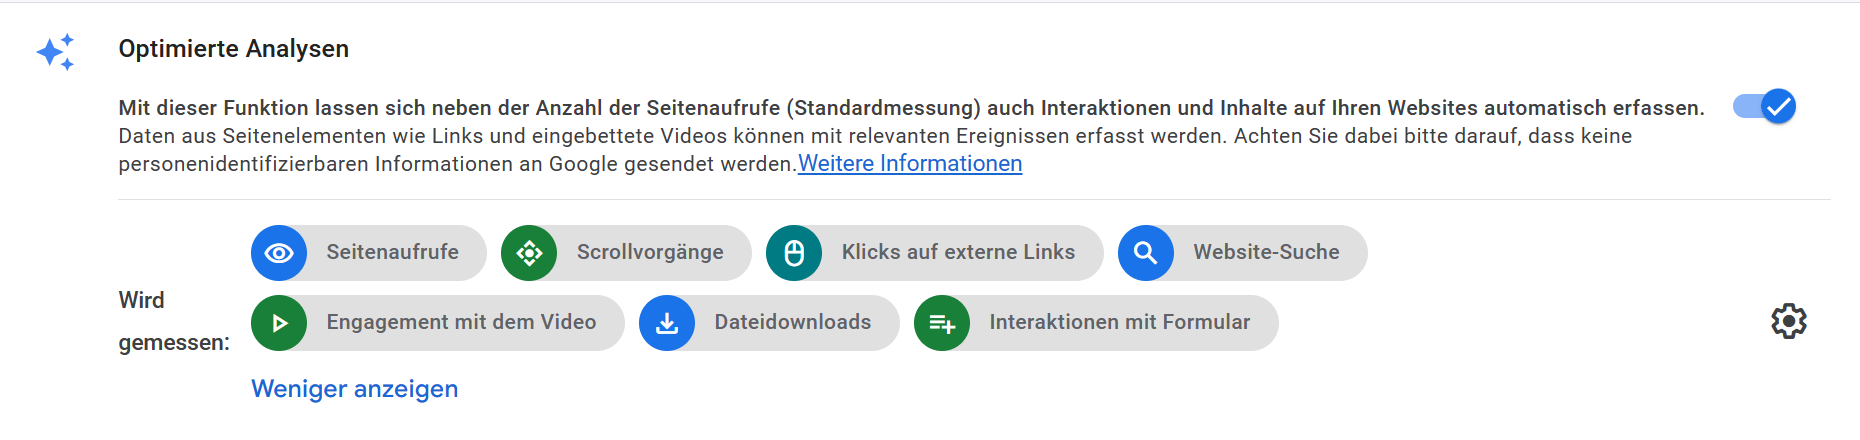 Optimierte Analysen
Mit dieser Funktion lassen sich neben der Anzahl der Seitenaufrufe (Standardmessung) auch Interaktionen und Inhalte auf Ihren Websites automatisch erfassen.
Daten aus Seitenelementen wie Links und eingebettete Videos können mit relevanten Ereignissen erfasst werden. Achten Sie dabei bitte darauf, dass keine
personenidentifizierbaren Informationen an Google gesendet werden.Weitere Informationen
Wird
gemessen:
Seitenaufrufe
Scrollvorgänge
Klicks auf externe Links
Website-Suche
Engagement mit dem Video
Dateidownloads
Interaktionen mit Formular
Weniger anzeigen